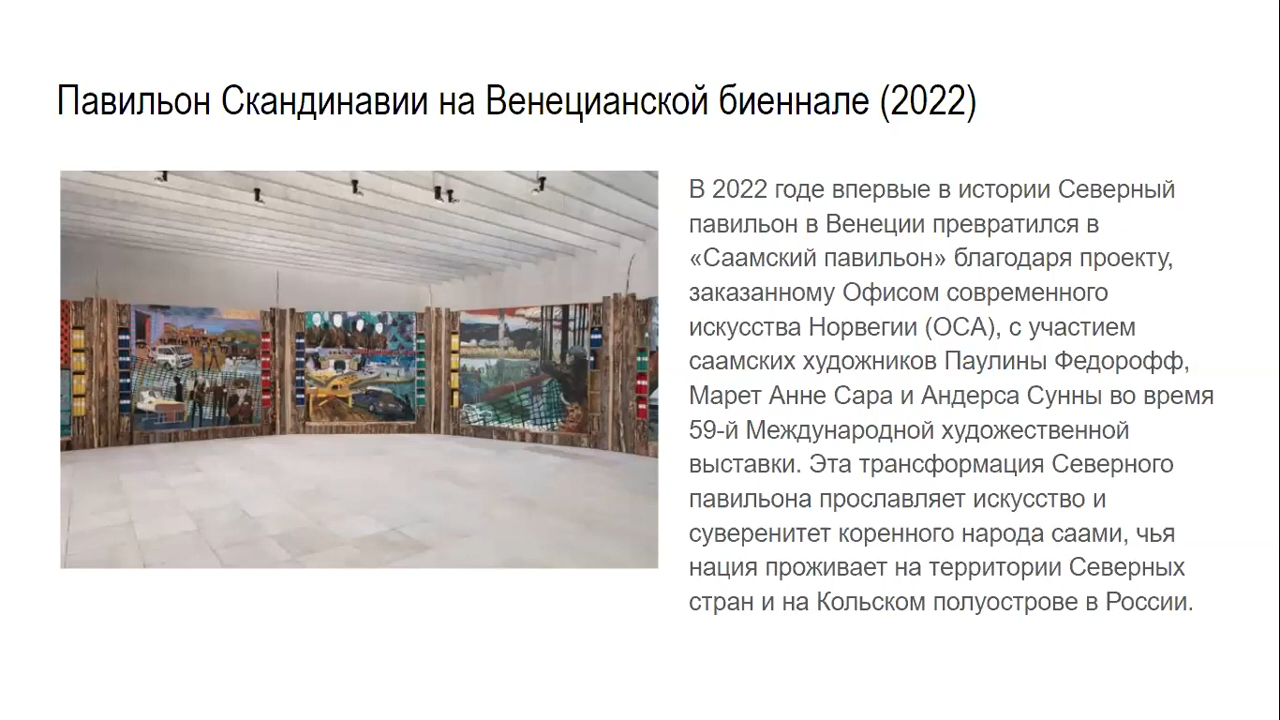 Павильон Скандинавии на Венецианской биеннале (2022)
В 2022 годе впервые в истории Северный
павильон в Венеции превратился в
«Саамский павильон» благодаря проекту,
заказанному Офисом современного
искусства Норвегии (ОСА), с участием
саамских художников Паулины Федорофф,
Марет Анне Сара и Андерса Сунны во время
59-й Международной художественной
выставки. Эта трансформация Северного
павильона прославляет искусство и
суверенитет коренного народа саами, чья
нация проживает на территории Северных
стран и на Кольском полуострове в России.